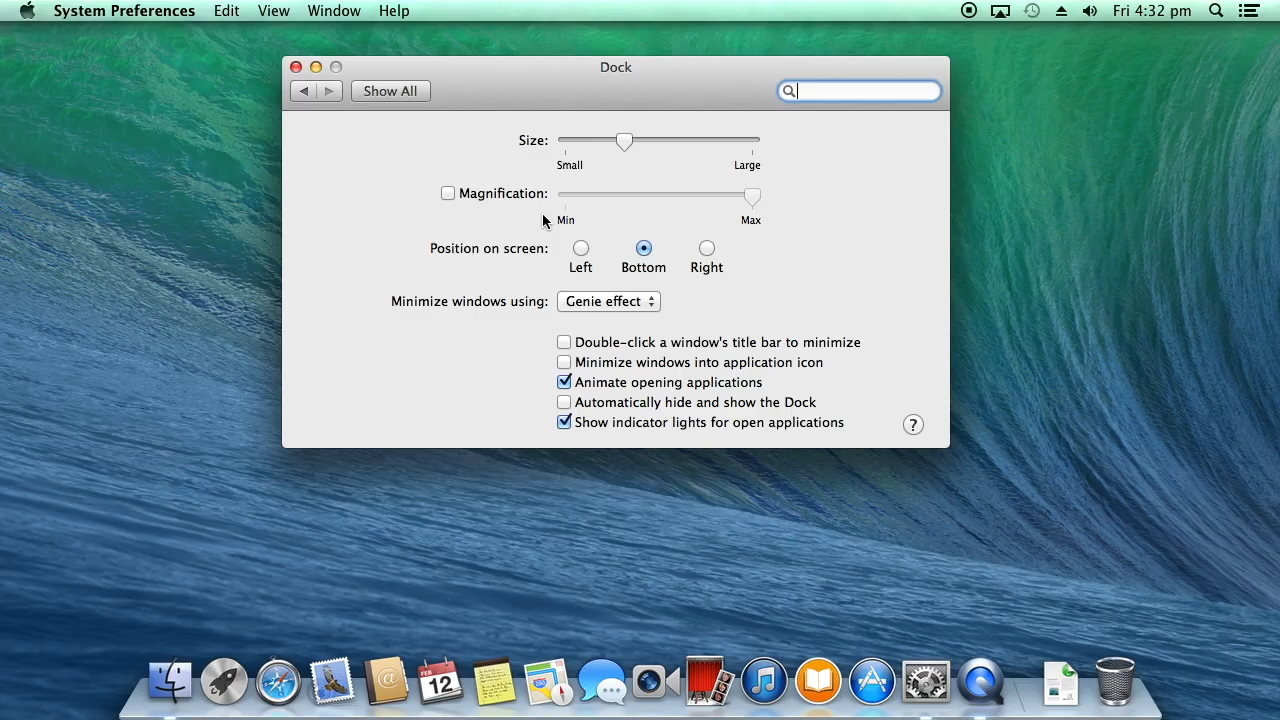 System Preferences Edit View Window Help Fri 4:32 pm
Dock
Show All
Size:
Small Large
Magnification:
Min Max
Position on screen:
Left Bottom Right
Minimize windows using: Genie effect
Double-click a window's title bar to minimize
Minimize windows into application icon
Animate opening applications
Automatically hide and show the Dock
Show indicator lights for open applications
?
FEB
12